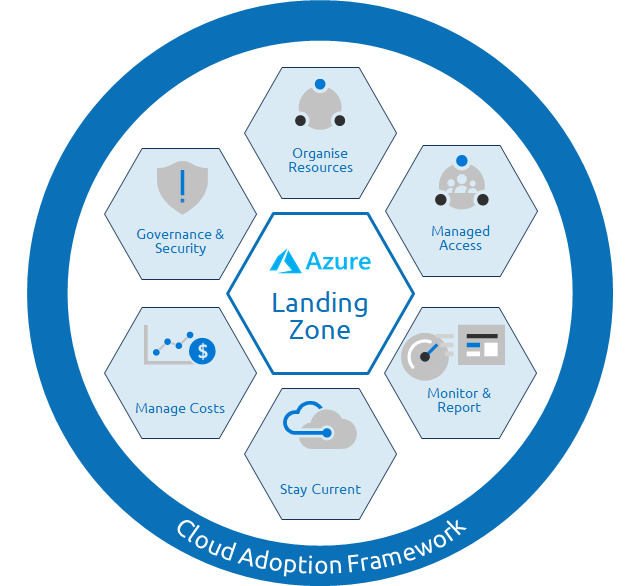 Organise
Resources
Governance &
Security
Managed
Access
Azure
Landing
Zone
$
Manage Costs
Monitor &
Report
Stay Current
Cloud Adoption Framework